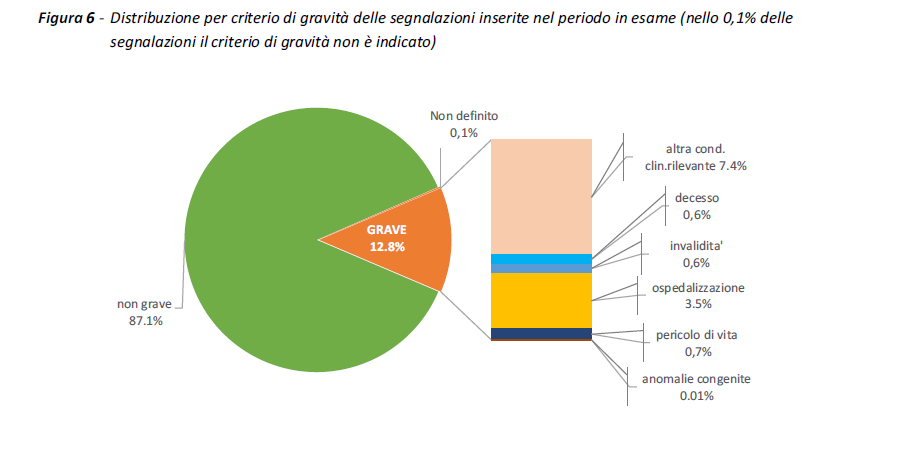 Figura 6 - Distribuzione per criterio di gravità delle segnalazioni inserite nel periodo in esame (nello 0,1% delle
segnalazioni il criterio di gravità non è indicato)
Non definito
0,1%
GRAVE
12.8%
non grave
87.1%
altra cond.
clin.rilevante 7.4%
decesso
0,6%
invalidita'
0,6%
ospedalizzazione
3.5%
pericolo di vita
0,7%
anomalie congenite
0.01%